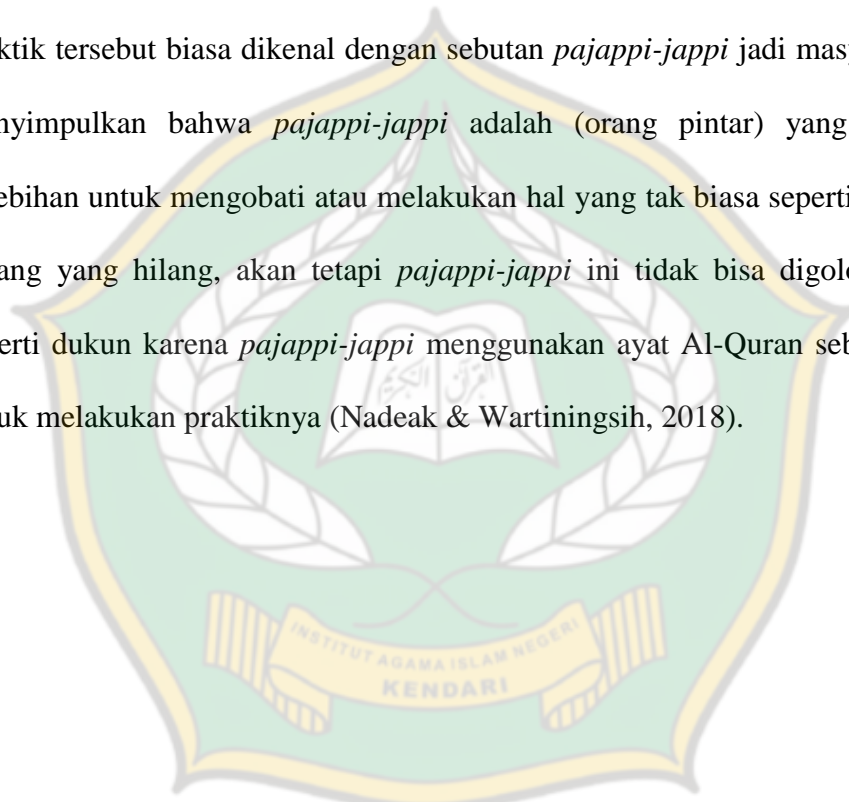 ktik tersebut biasa dikenal dengan sebutan pajappi-jappi jadi masy
nyimpulkan bahwa pajappi-jappi adalah (orang pintar) yang
ebihan untuk mengobati atau melakukan hal yang tak biasa seperti
ang yang hilang, akan tetapi pajappi-jappi ini tidak bisa digolo
erti dukun karena pajappi-jappi menggunakan ayat Al-Quran seb
uk melakukan praktiknya (Nadeak & Wartiningsih, 2018).
القرآن الكريم
INSTITUT AGAMA ISLAM NEGERI
KENDARI